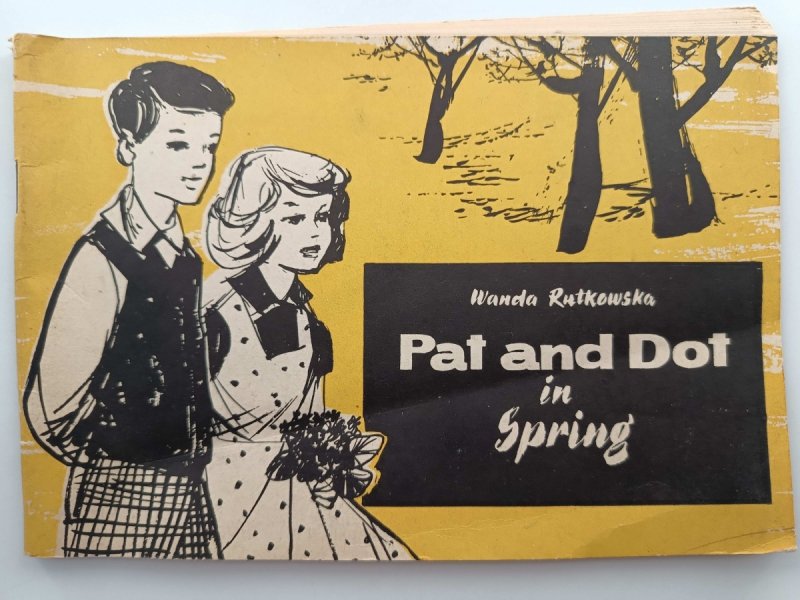 Wanda Rutkowska
Pat and Dot
in
Spring